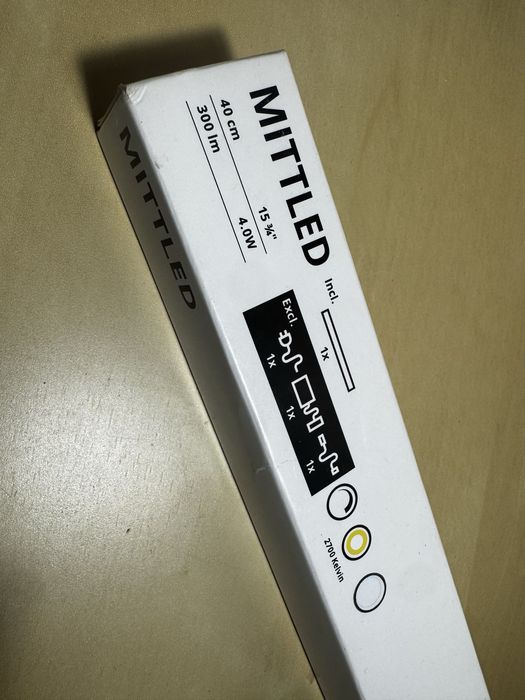 MITTLED
40 cm 15 ¾"
300 lm 4.0W
Incl.
1x
Excl.
1x
1x
1x
2700 Kelvin
MITTLED